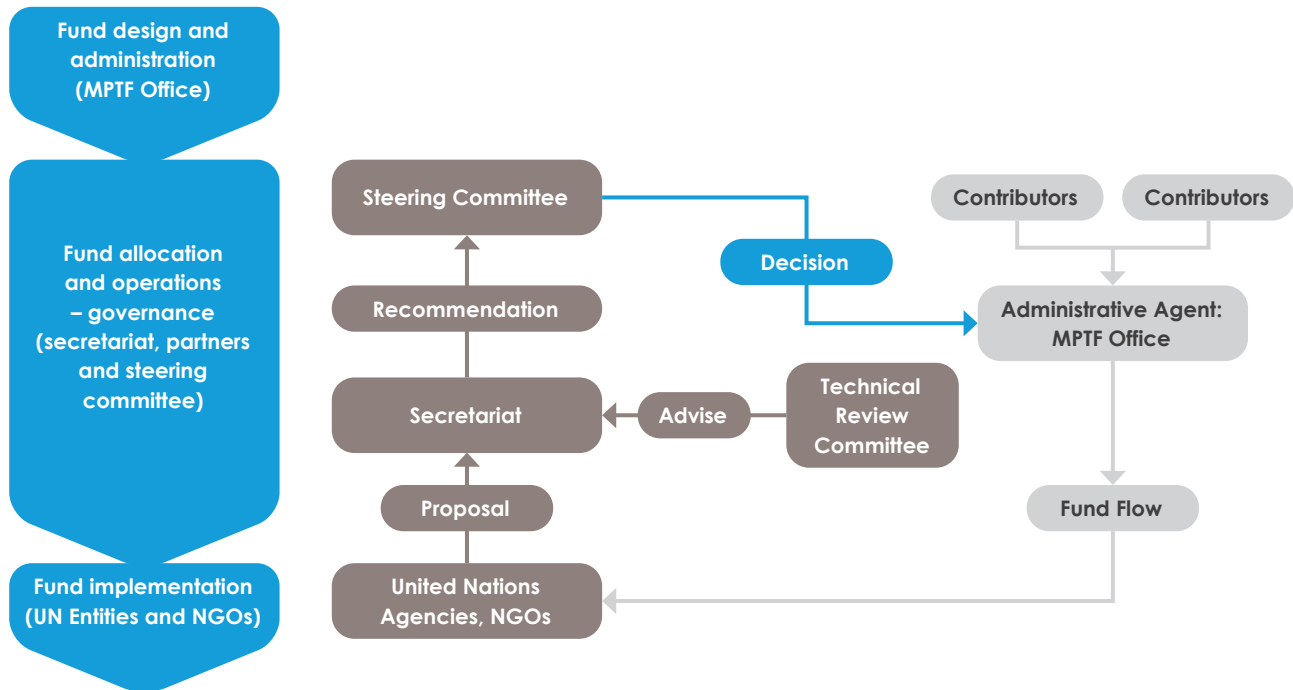 Fund design and
administration
(MPTF Office)
Fund allocation
and operations
– governance
(secretariat, partners
and steering
committee)
Fund implementation
(UN Entities and NGOs)
Steering Committee
Recommendation
Secretariat
Proposal
United Nations
Agencies, NGOs
Advise
Technical
Review
Committee
Decision
Contributors
Contributors
Administrative Agent:
MPTF Office
Fund Flow